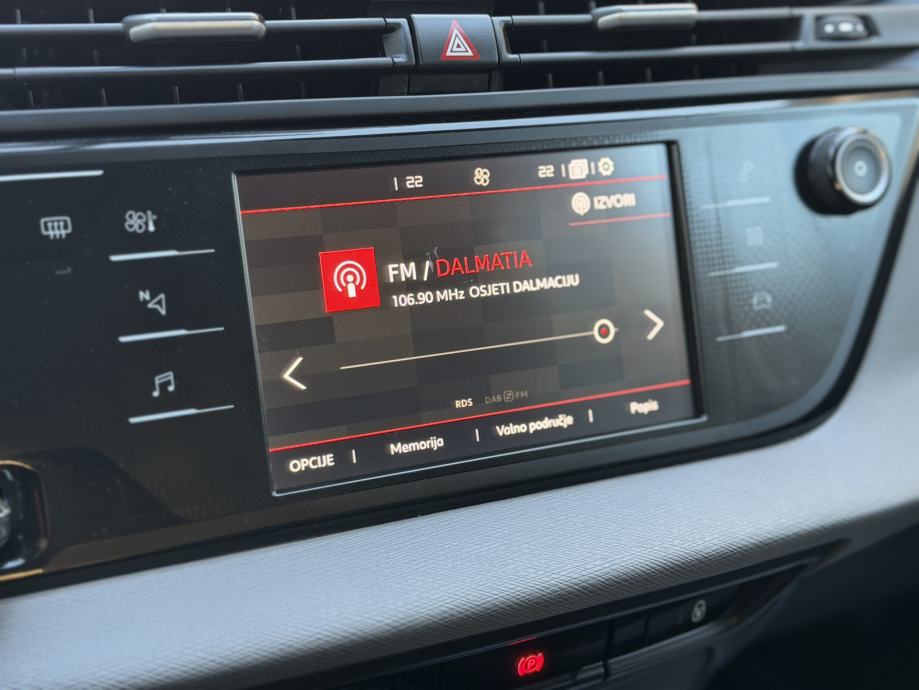 22
22
IZVORI
FM / DALMATIA
106.90 MHz OSJETI DALMACIJU
N
RDS DAB FM
OPCIJE | Memorija | Valno područje | Popis
P